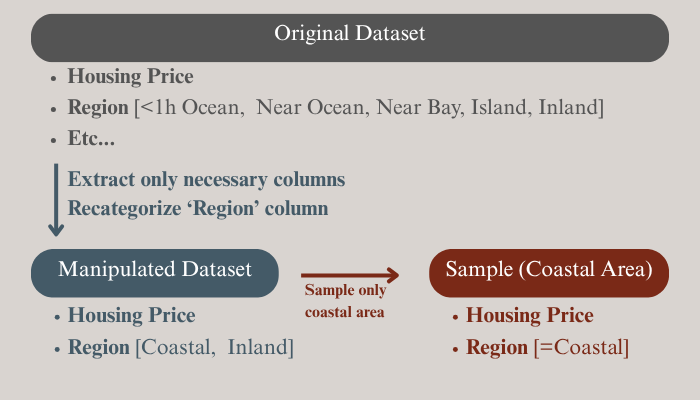 Original Dataset
• Housing Price
• Region [<1h Ocean,  Near Ocean, Near Bay, Island, Inland]
• Etc...
Extract only necessary columns
Recategorize ‘Region’ column
Manipulated Dataset
• Housing Price
• Region [Coastal,  Inland]
Sample only
coastal area
Sample (Coastal Area)
• Housing Price
• Region [=Coastal]